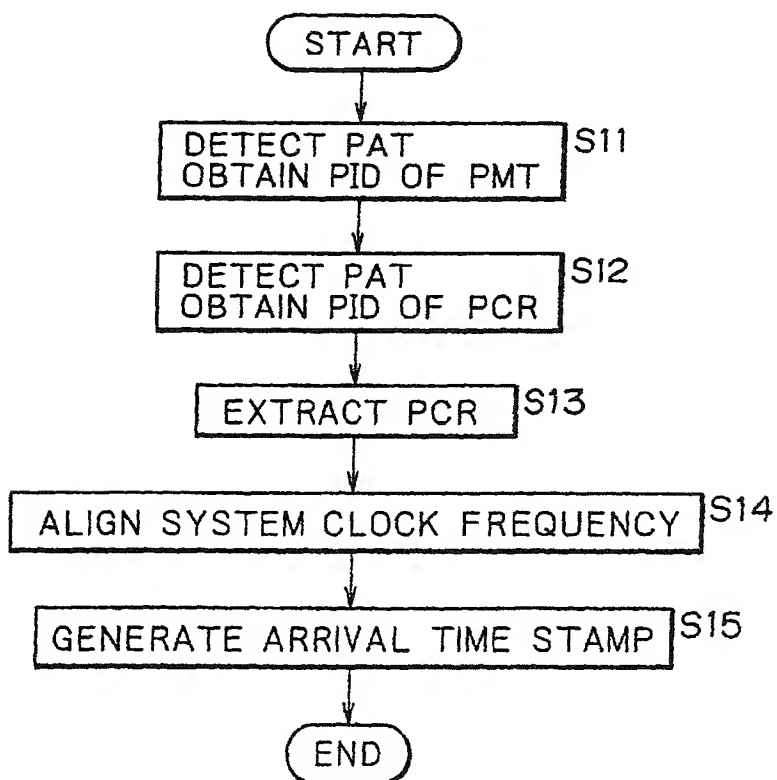 START
DETECT PAT
OBTAIN PID OF PMT
S11
DETECT PAT
OBTAIN PID OF PCR
S12
EXTRACT PCR
S13
ALIGN SYSTEM CLOCK FREQUENCY
S14
GENERATE ARRIVAL TIME STAMP
S15
END